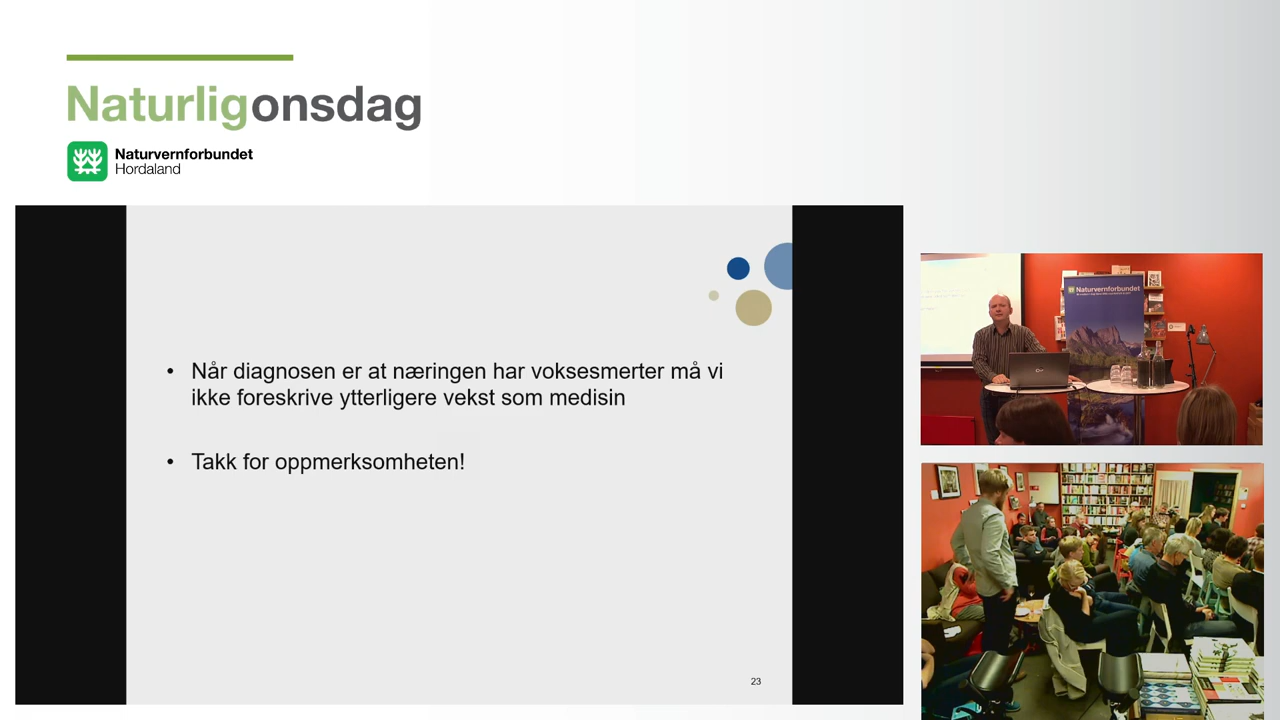 Naturligonsdag
Naturvernforbundet
Hordaland
• Når diagnosen er at næringen har voksesmerter må vi
ikke foreskrive ytterligere vekst som medisin
• Takk for oppmerksomheten!
23
Naturvernforbundet